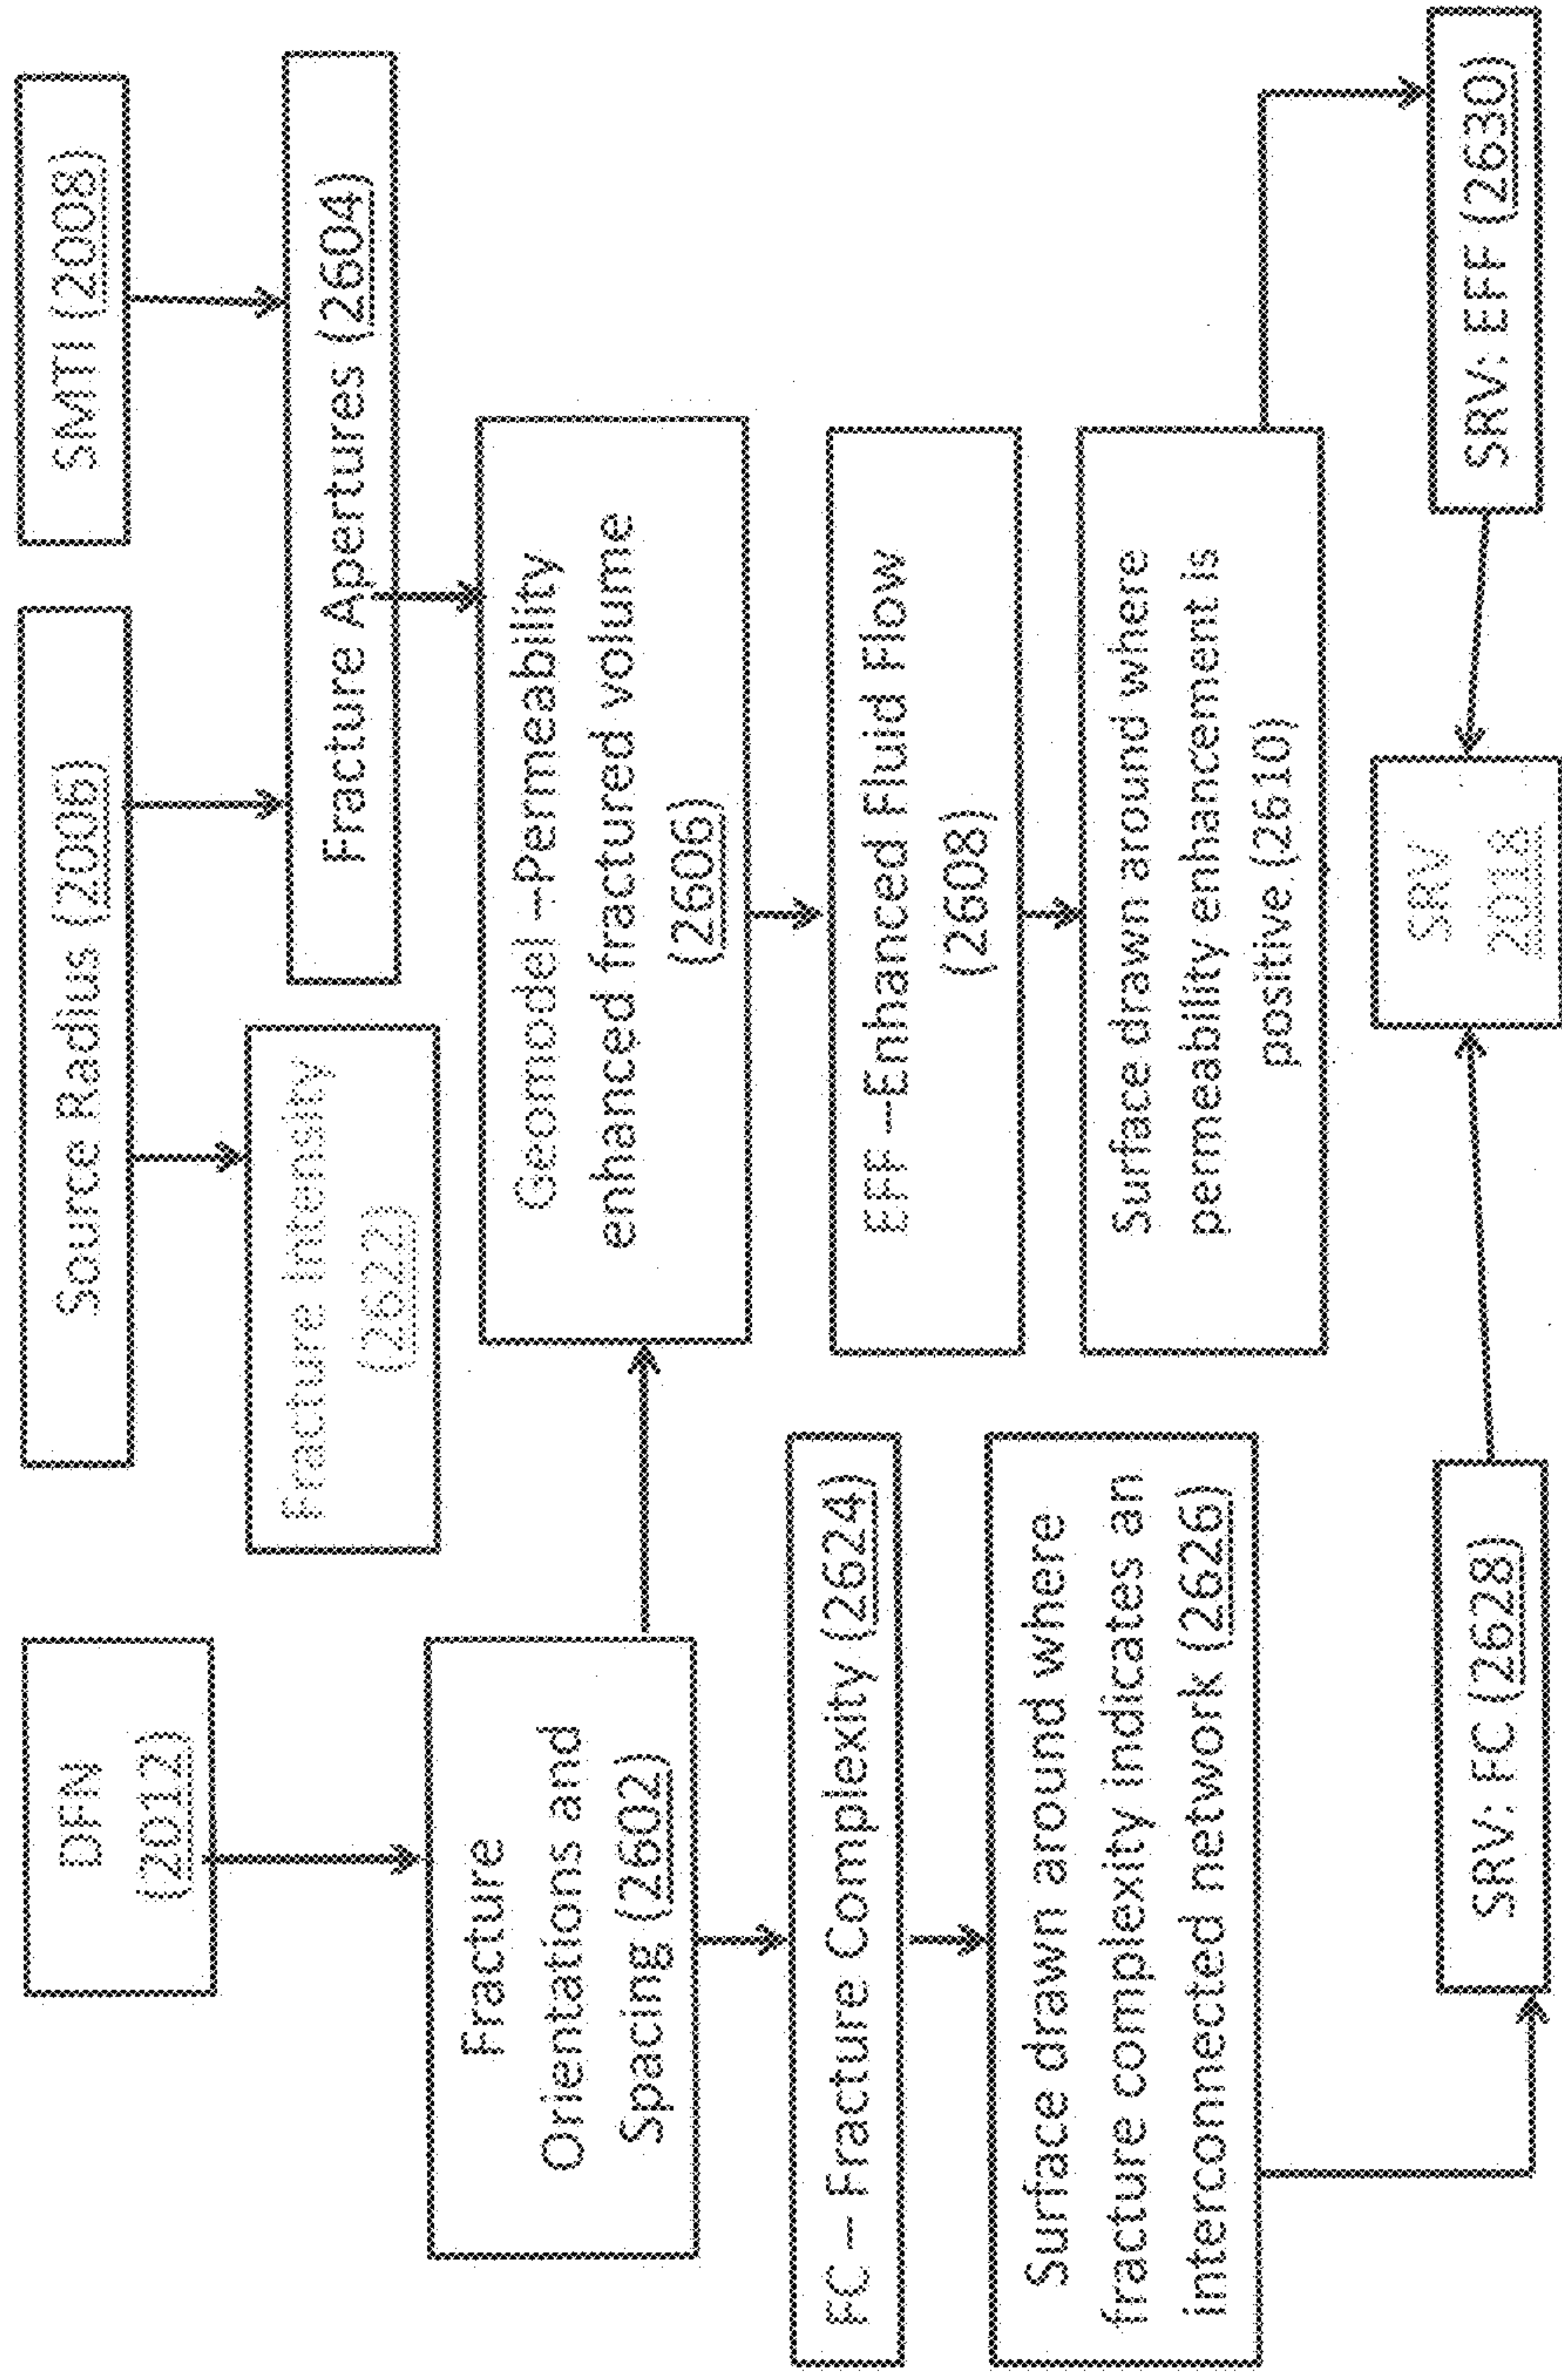 DFN
(2012)
Source Radius (2006)
SMTI (2008)
Fracture Intensity
(2622)
Fracture Apertures (2604)
Fracture
Orientations and
Spacing (2602)
Geomodel --Permeability
enhanced fractured volume
(2606)
FC – Fracture Complexity (2624)
EFF --Enhanced Fluid Flow
(2608)
Surface drawn around where
fracture complexity indicates an
interconnected network (2626)
Surface drawn around where
permeability enhancement is
positive (2610)
SRV: FC (2628)
SRV
2018
SRV: EFF (2630)